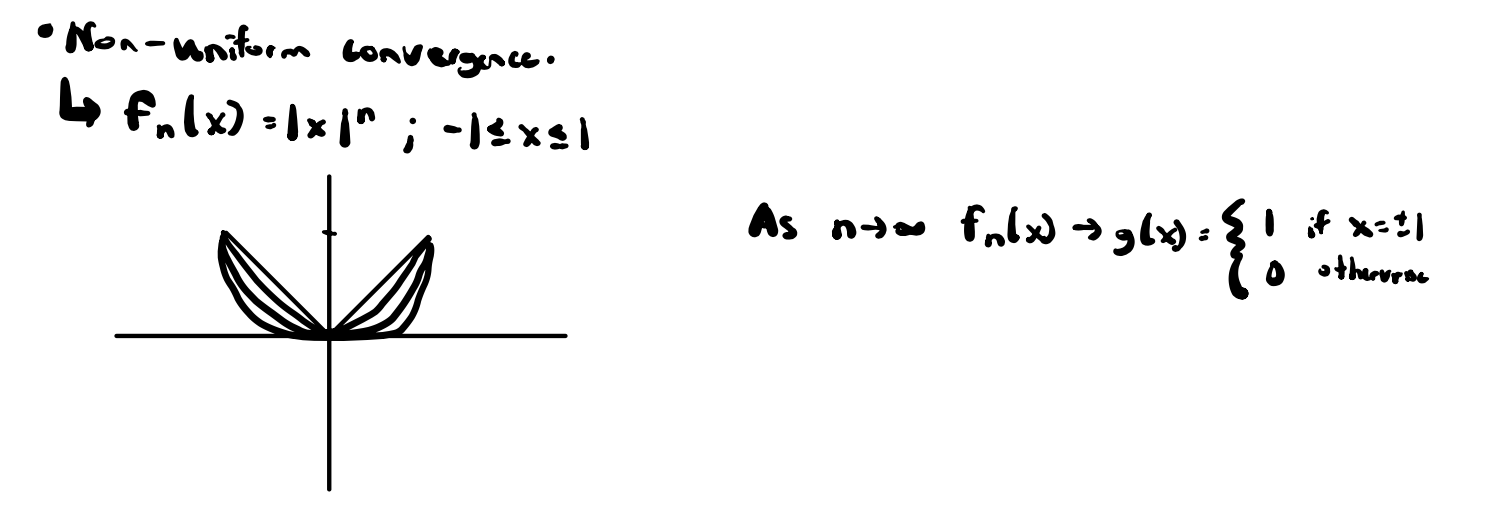 • Non-uniform convergence.
↳ fₙ(x) = |x|ⁿ ; -1 ≤ x ≤ 1
As n→∞ fₙ(x) → g(x) = { 1 if x=±1
0 otherwise